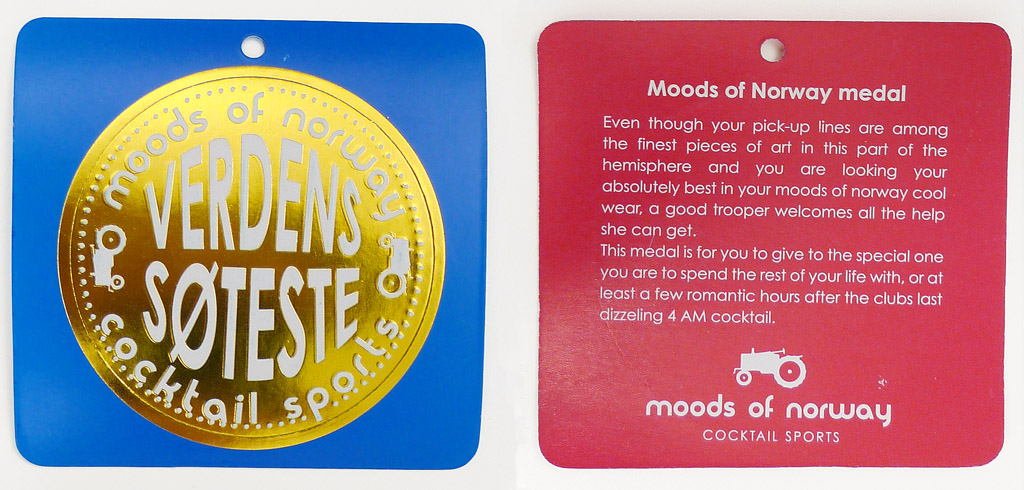 moods of norway
VERDENS
SØTESTE
cocktail sports
Moods of Norway medal
Even though your pick-up lines are among
the finest pieces of art in this part of the
hemisphere and you are looking your
absolutely best in your moods of norway cool
wear, a good trooper welcomes all the help
she can get.
This medal is for you to give to the special one
you are to spend the rest of your life with, or at
least a few romantic hours after the clubs last
dizzeling 4 AM cocktail.
moods of norway
COCKTAIL SPORTS